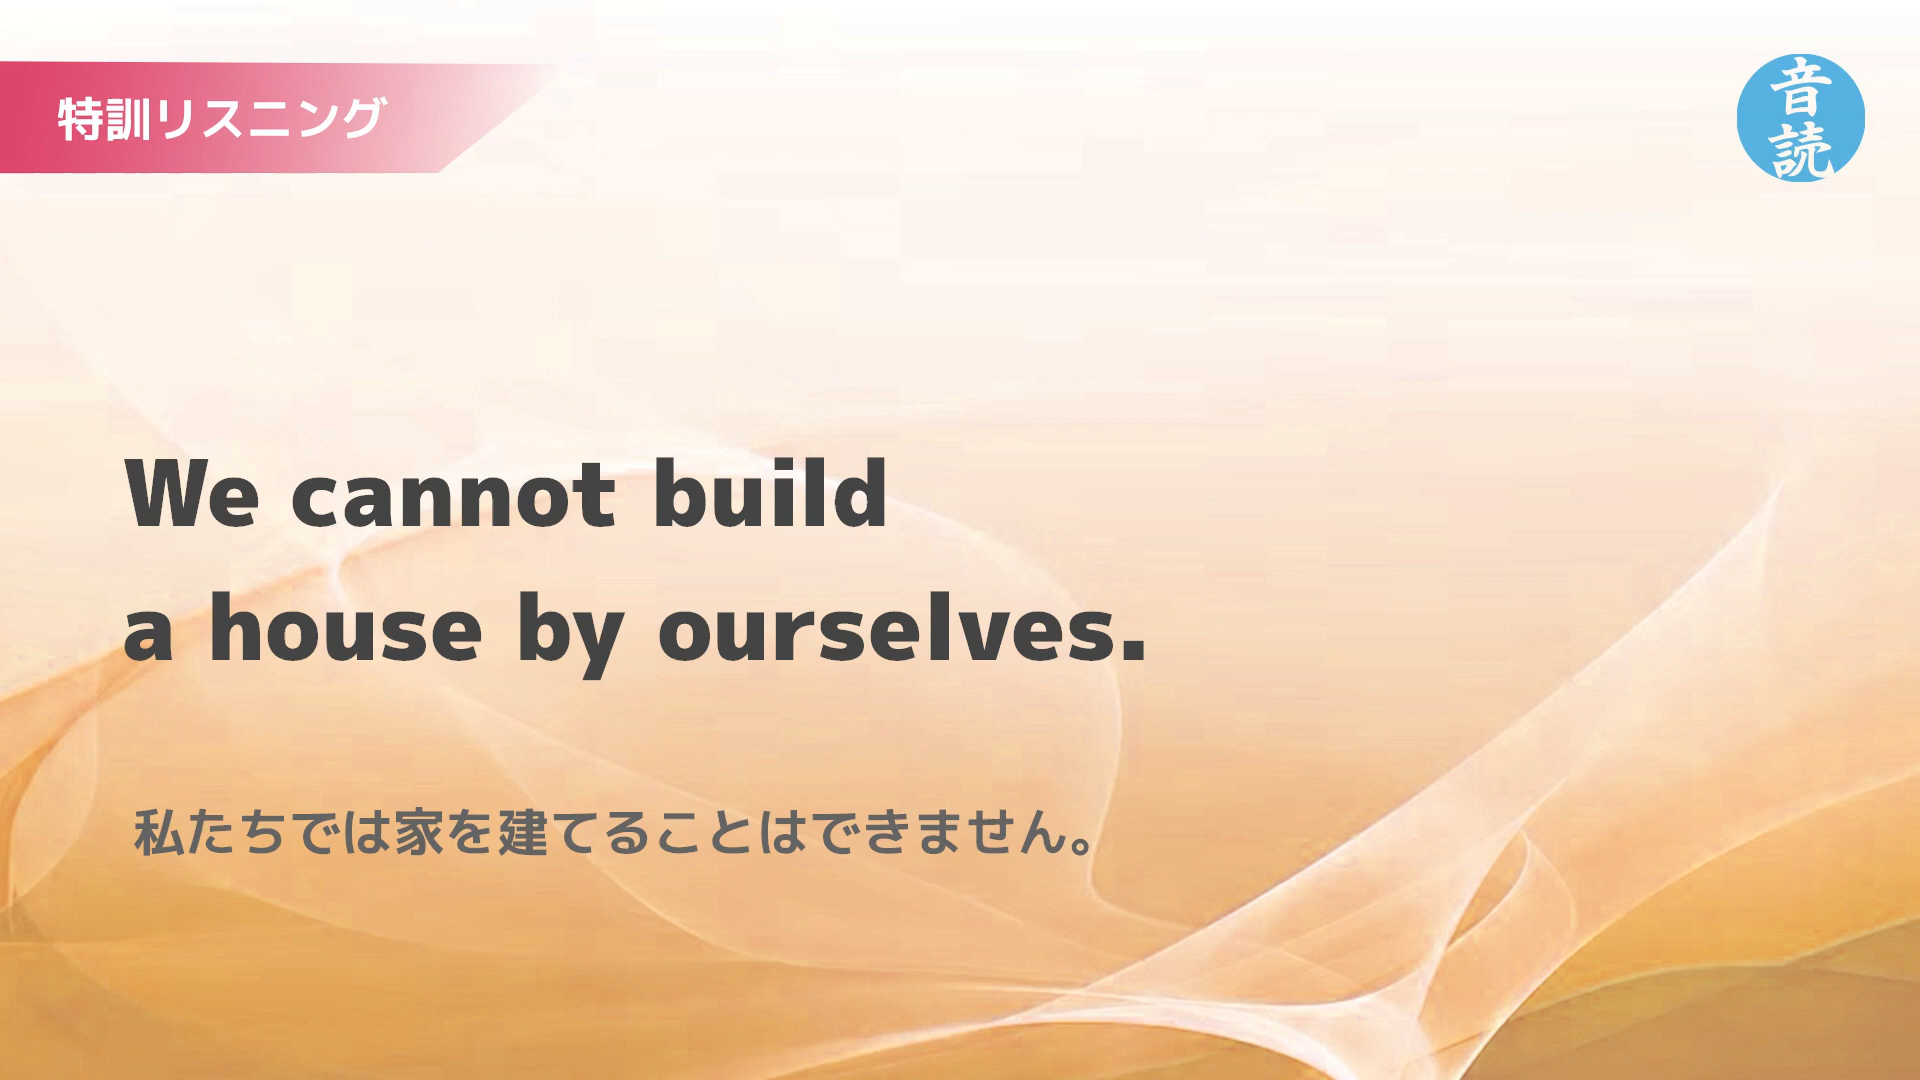 特訓リスニング
音
読
We cannot build
a house by ourselves.
私たちでは家を建てることはできません。